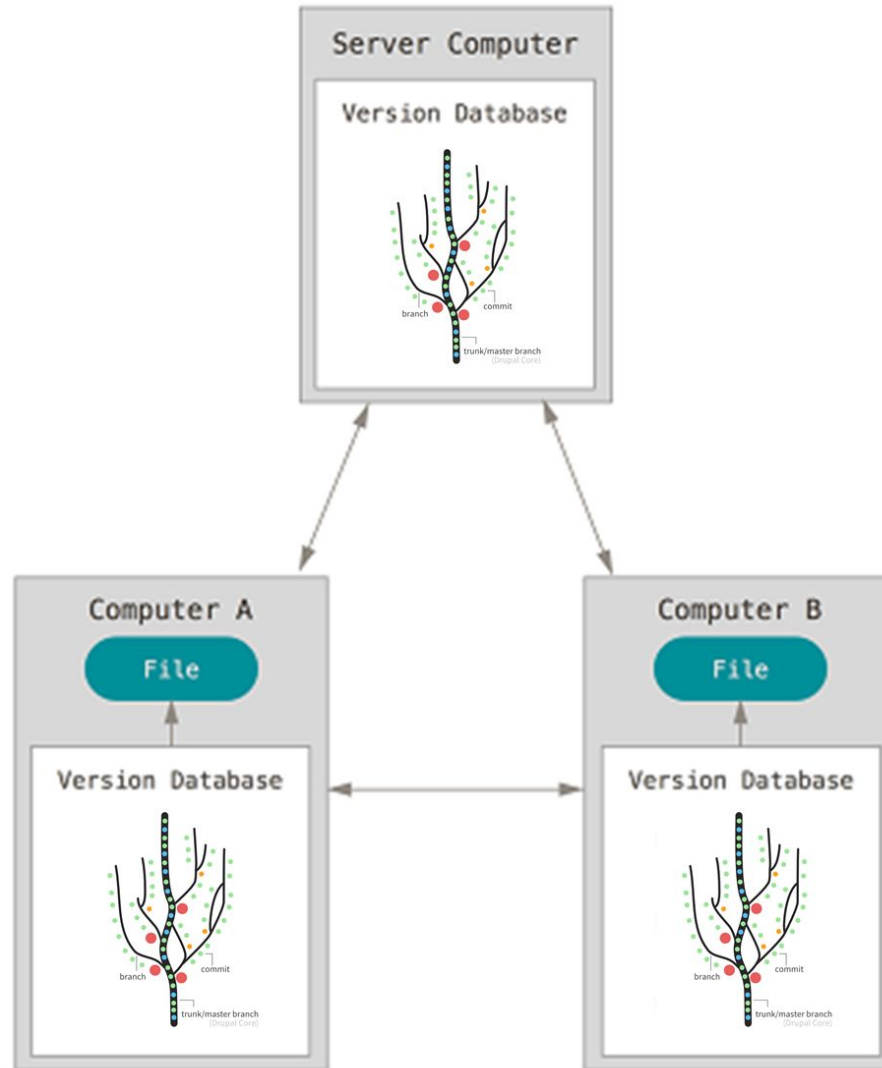 Server Computer
Version Database
branch
commit
trunk/master branch
(Drupal Core)
Computer A
File
Version Database
branch
commit
trunk/master branch
(Drupal Core)
Computer B
File
Version Database
branch
commit
trunk/master branch
(Drupal Core)